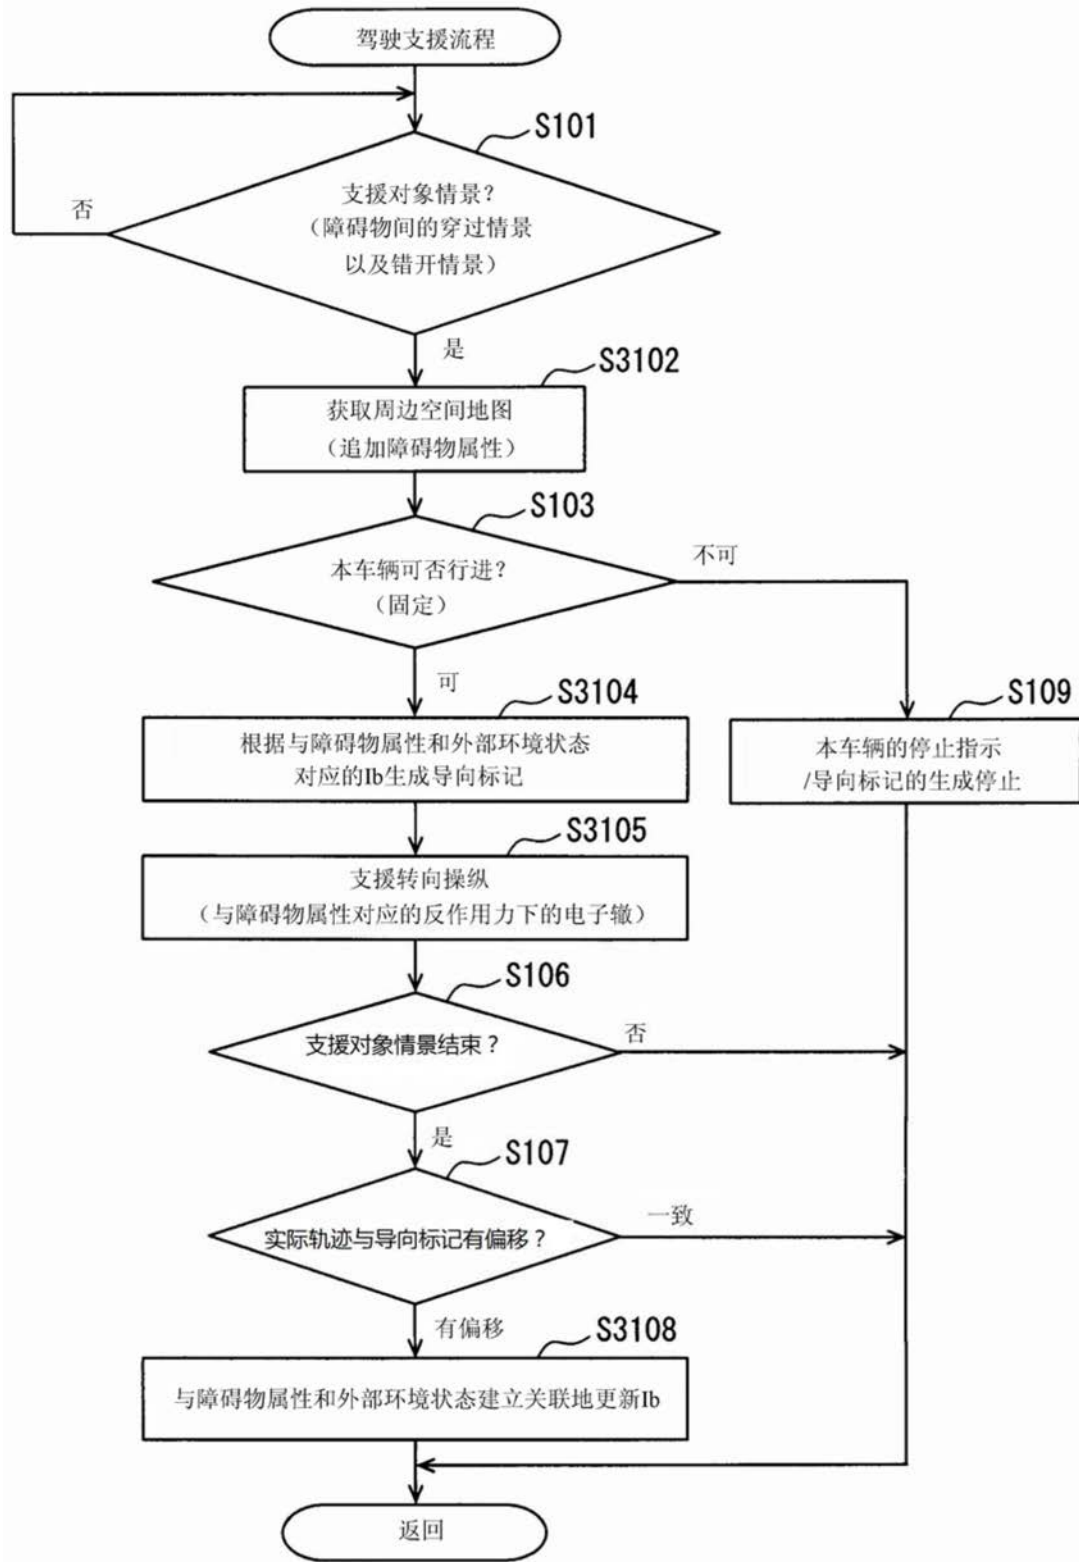 驾驶支援流程
S101
支援对象情景？
（障碍物间的穿过情景
以及错开情景）
否
是
S3102
获取周边空间地图
（追加障碍物属性）
S103
本车辆可否行进？
（固定）
不可
可
S3104
根据与障碍物属性和外部环境状态
对应的Ib生成导向标记
S109
本车辆的停止指示
/导向标记的生成停止
S3105
支援转向操纵
（与障碍物属性对应的反作用力下的电子辙）
S106
支援对象情景结束？
否
是
S107
实际轨迹与导向标记有偏移？
一致
有偏移
S3108
与障碍物属性和外部环境状态建立关联地更新Ib
返回